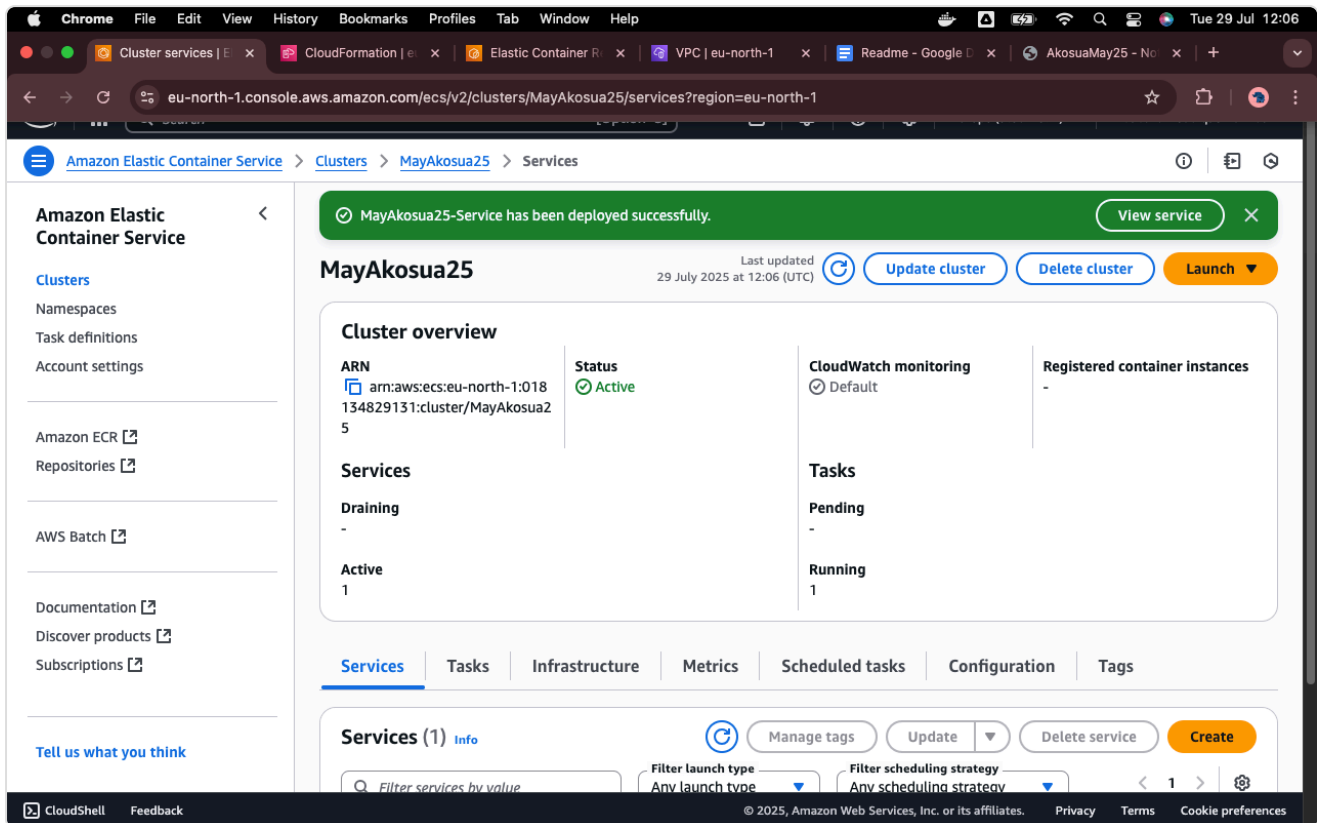 Chrome File Edit View History Bookmarks Profiles Tab Window Help Tue 29 Jul 12:06
Cluster services | E CloudFormation | eu Elastic Container Re VPC | eu-north-1 Readme - Google D AkosuaMay25 - No
eu-north-1.console.aws.amazon.com/ecs/v2/clusters/MayAkosua25/services?region=eu-north-1
Amazon Elastic Container Service > Clusters > MayAkosua25 > Services
Amazon Elastic
Container Service
Clusters
Namespaces
Task definitions
Account settings
Amazon ECR
Repositories
AWS Batch
Documentation
Discover products
Subscriptions
Tell us what you think
MayAkosua25-Service has been deployed successfully.
View service
MayAkosua25
Last updated
29 July 2025 at 12:06 (UTC)
Update cluster
Delete cluster
Launch
Cluster overview
ARN
arn:aws:ecs:eu-north-1:018
134829131:cluster/MayAkosua2
5
Status
Active
CloudWatch monitoring
Default
Registered container instances
-
Services
Draining
-
Active
1
Tasks
Pending
-
Running
1
Services Tasks Infrastructure Metrics Scheduled tasks Configuration Tags
Services (1) Info
Manage tags
Update
Delete service
Create
Filter services by value
Filter launch type
Any launch type
Filter scheduling strategy
Any scheduling strategy
1
CloudShell Feedback © 2025, Amazon Web Services, Inc. or its affiliates. Privacy Terms Cookie preferences